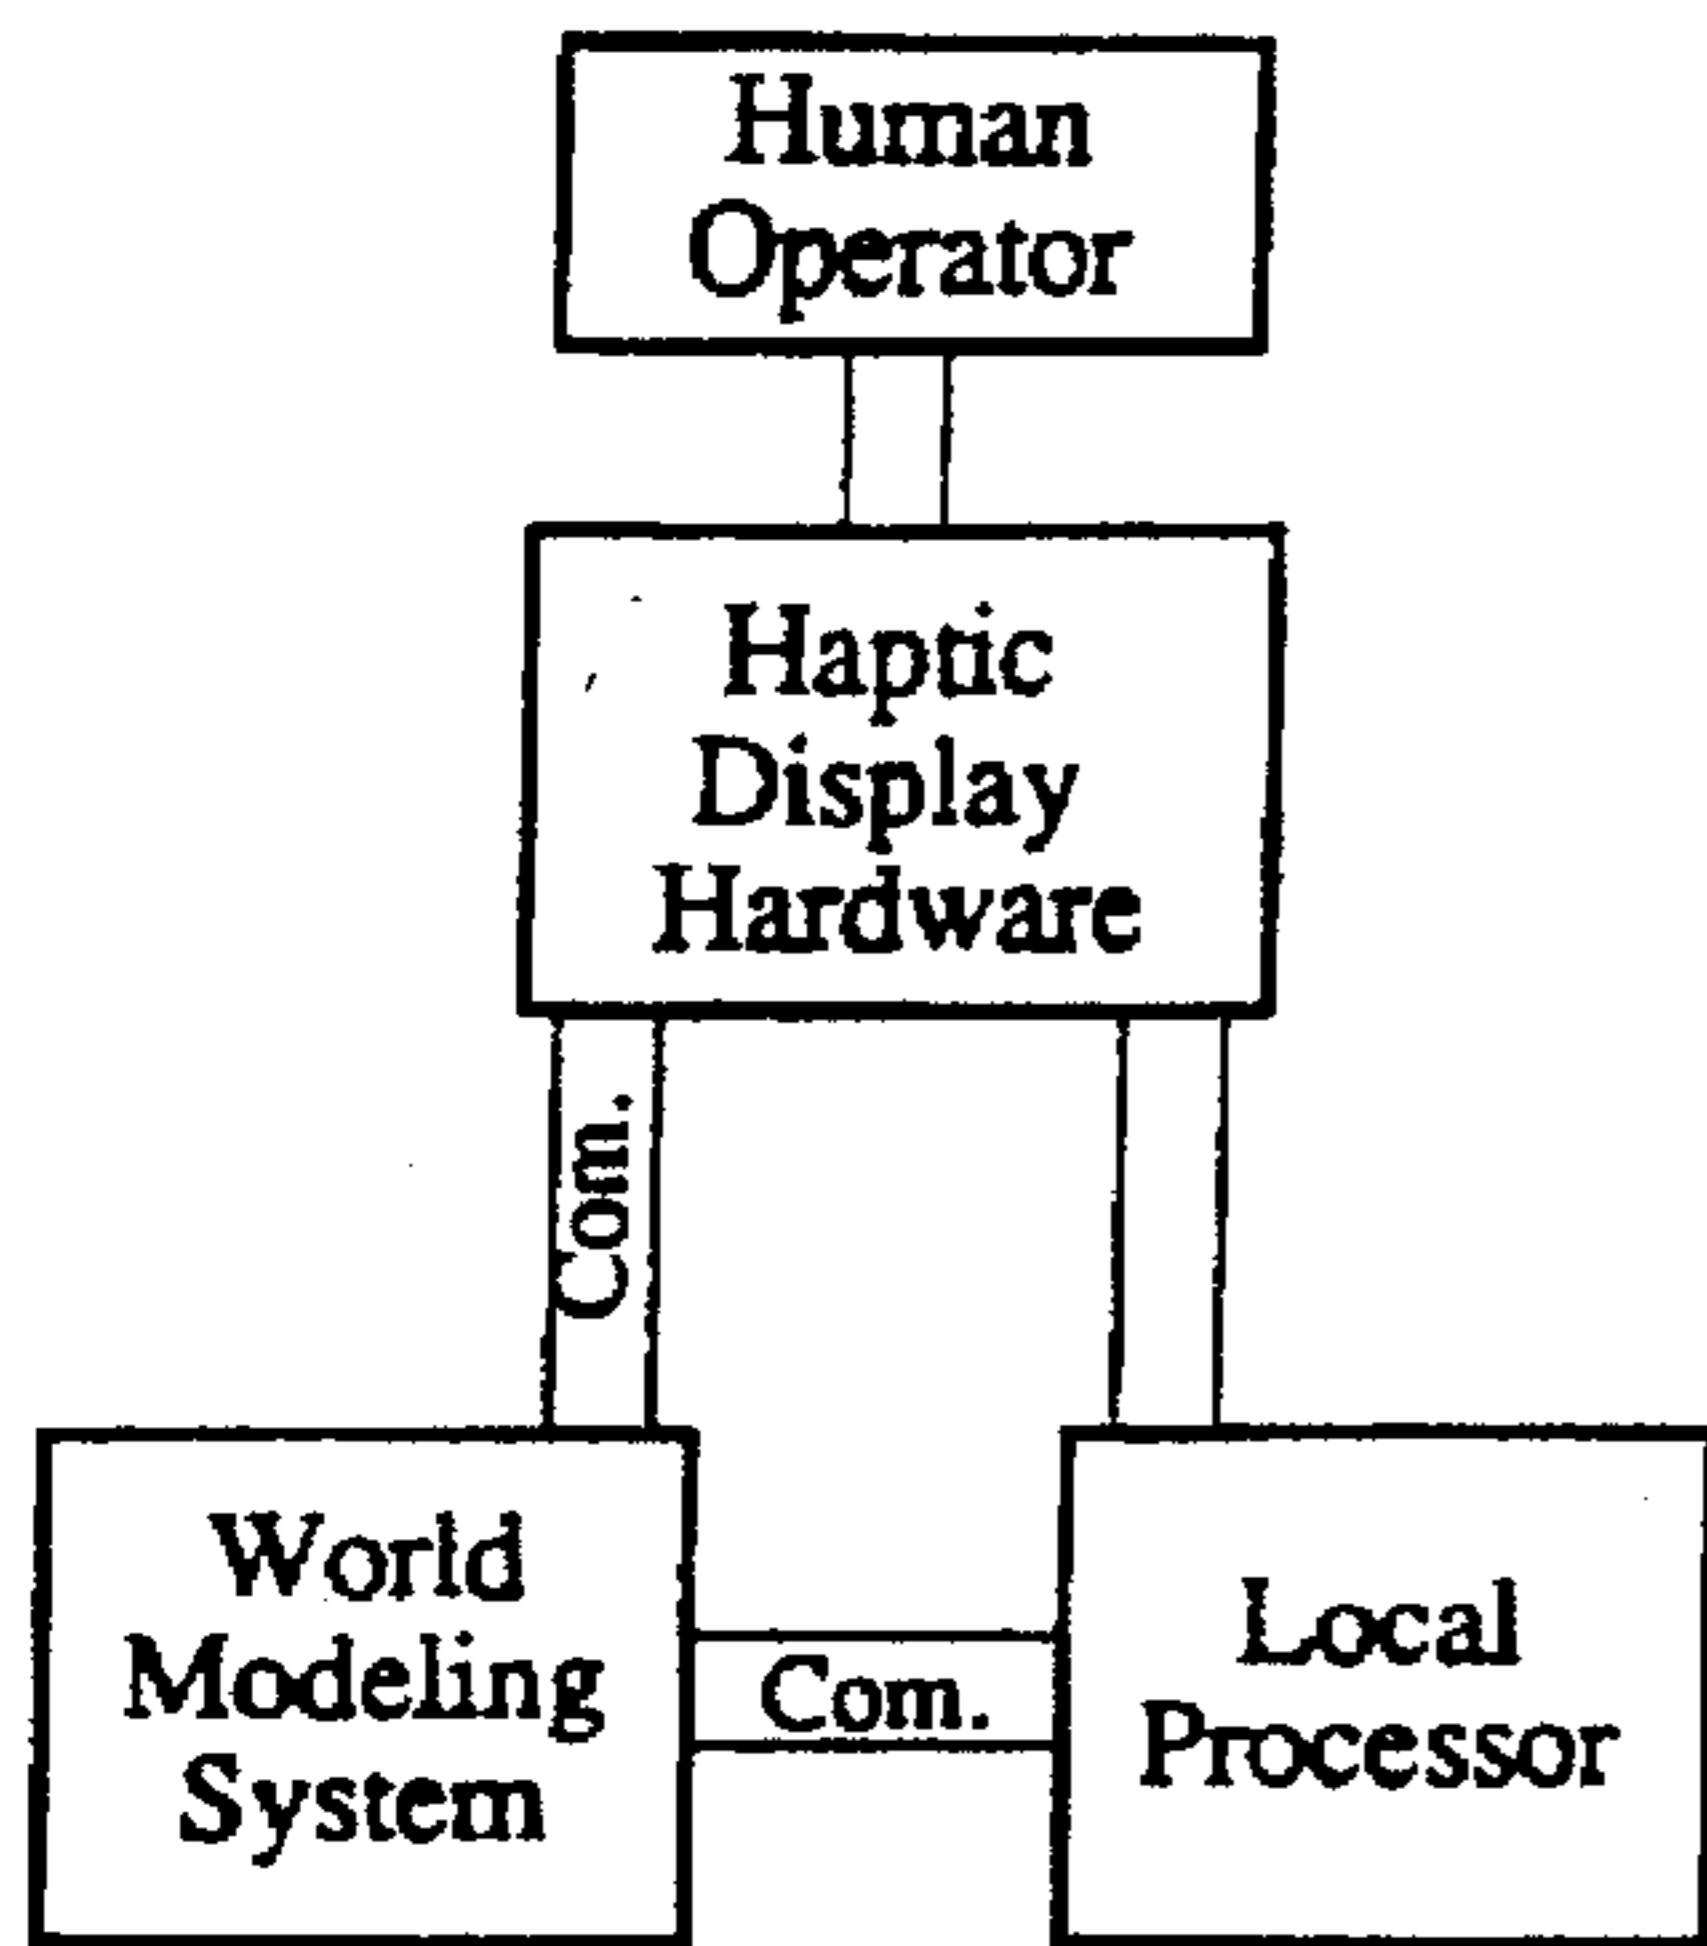 Human
Operator
Haptic
Display
Hardware
Com.
World
Modeling
System
Com.
Local
Processor